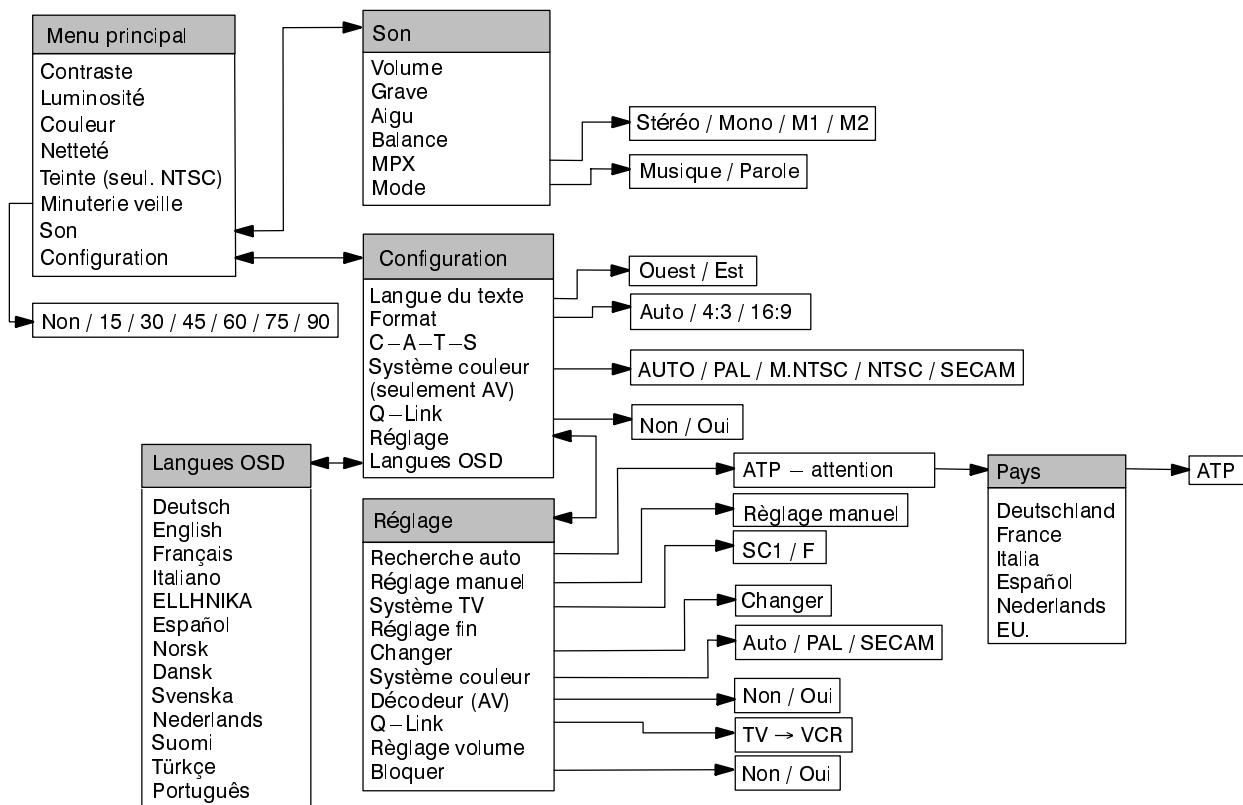 Menu principal
Contraste
Luminosité
Couleur
Netteté
Teinte (seul. NTSC)
Minuterie veille
Son
Configuration
Non / 15 / 30 / 45 / 60 / 75 / 90
Son
Volume
Grave
Aigu
Balance
MPX
Mode
Stéréo / Mono / M1 / M2
Musique / Parole
Configuration
Langue du texte
Format
C–A–T–S
Système couleur
(seulement AV)
Q–Link
Réglage
Langues OSD
Ouest / Est
Auto / 4:3 / 16:9
AUTO / PAL / M.NTSC / NTSC / SECAM
Non / Oui
Langues OSD
Deutsch
English
Français
Italiano
ELLHNIKA
Español
Norsk
Dansk
Svenska
Nederlands
Suomi
Türkçe
Português
Réglage
Recherche auto
Réglage manuel
Système TV
Réglage fin
Changer
Système couleur
Décodeur (AV)
Q–Link
Règlage volume
Bloquer
ATP – attention
Règlage manuel
SC1 / F
Changer
Auto / PAL / SECAM
Non / Oui
TV → VCR
Non / Oui
Pays
Deutschland
France
Italia
Español
Nederlands
EU.
ATP